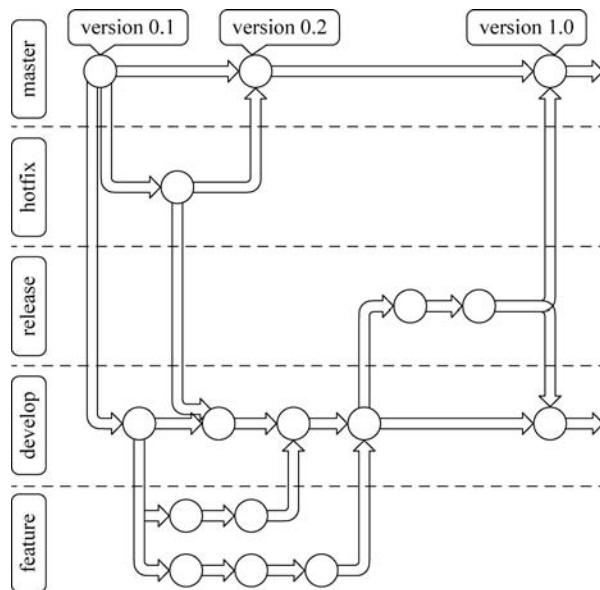 version 0.1
version 0.2
version 1.0
master
hotfix
release
develop
feature